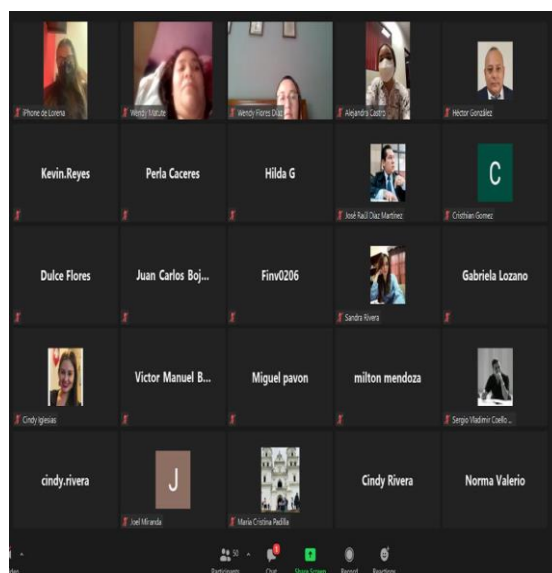 iPhone de Lorena
Wendy Matute
Wendy Flores Díaz
Alejandra Castro
Héctor González
Kevin.Reyes
Perla Caceres
Hilda G
José Raúl Díaz Martínez
C
Cristhian Gomez
Dulce Flores
Juan Carlos Boj...
Finv0206
Sandra Rivera
Gabriela Lozano
Cindy Iglesias
Victor Manuel B...
Miguel pavon
milton mendoza
Sergio Vladimir Coello ...
cindy.rivera
J
Joel Miranda
María Cristina Padilla
Cindy Rivera
Norma Valerio
50
1
Participants
Chat
Share Screen
Record
Reactions